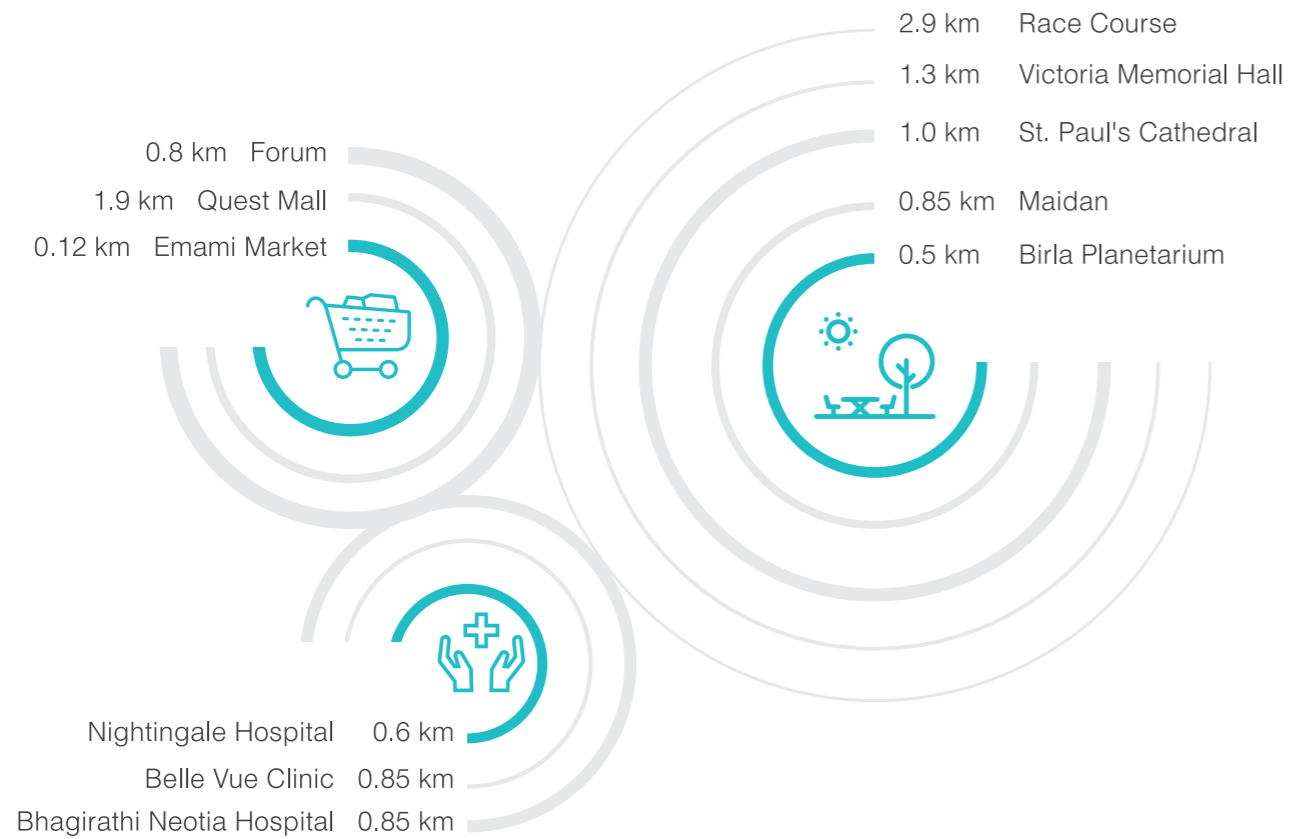 2.9 km Race Course
1.3 km Victoria Memorial Hall
1.0 km St. Paul's Cathedral
0.85 km Maidan
0.5 km Birla Planetarium
0.8 km Forum
1.9 km Quest Mall
0.12 km Emami Market
Nightingale Hospital 0.6 km
Belle Vue Clinic 0.85 km
Bhagirathi Neotia Hospital 0.85 km